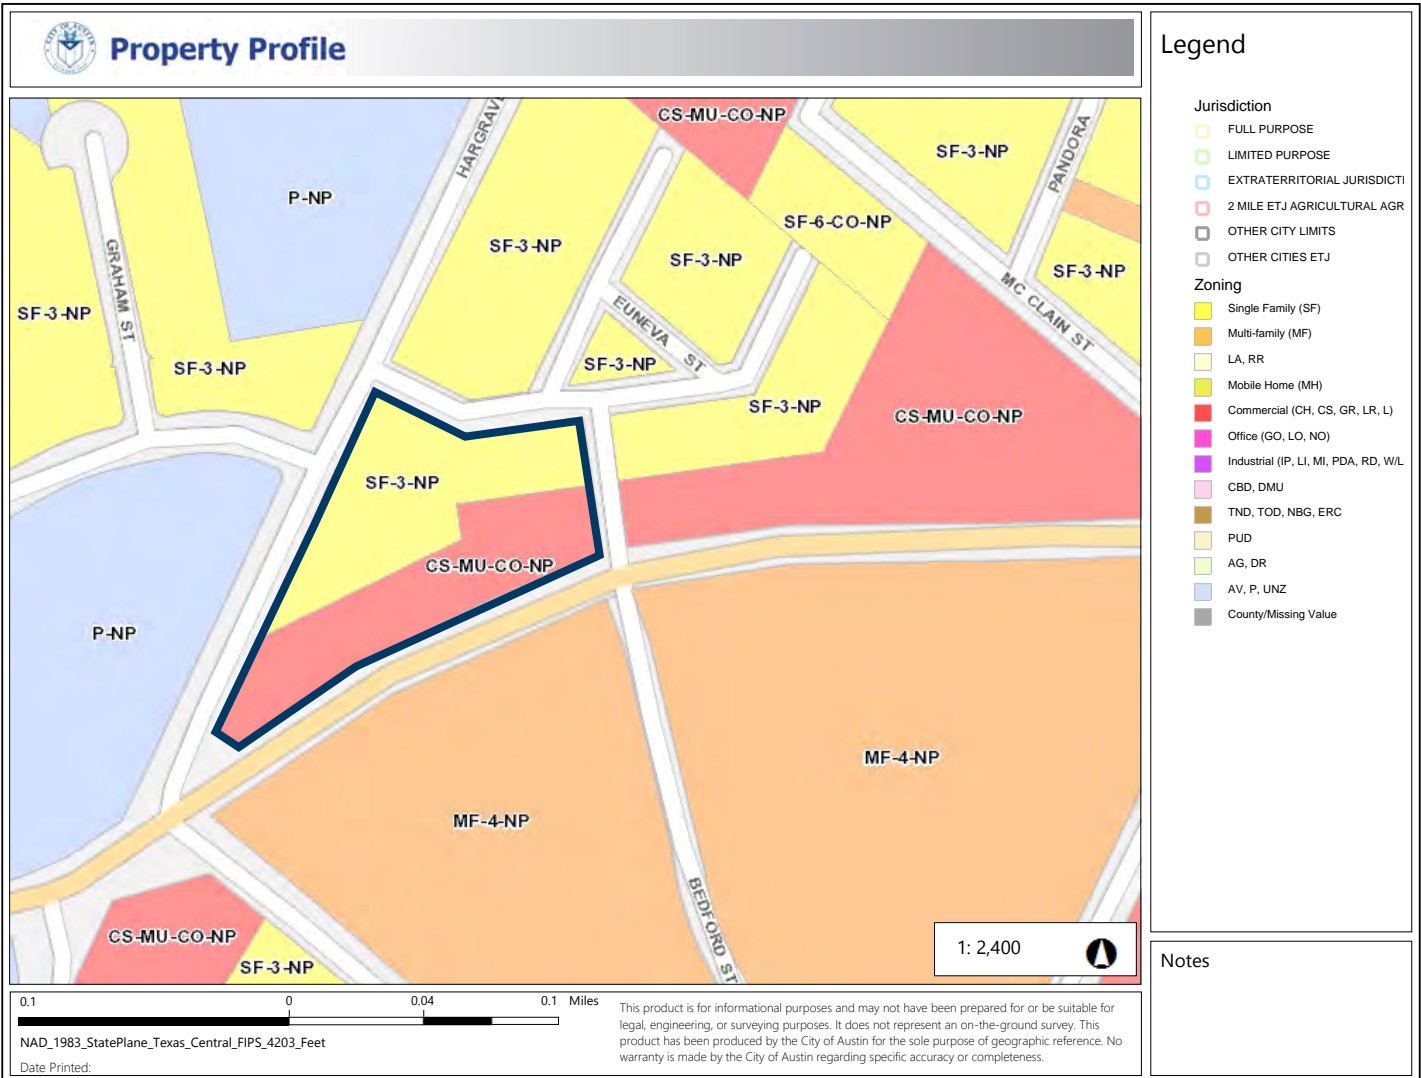 Property Profile
HARGRAVE
CS-MU-CO-NP
SF-3-NP
PANDORA
P-NP
SF-6-CO-NP
GRAHAM ST
SF-3-NP
SF-3-NP
SF-3-NP
MC CLAIN ST
SF-3-NP
EUNEVA ST
SF-3-NP
SF-3-NP
SF-3-NP
CS-MU-CO-NP
SF-3-NP
CS-MU-CO-NP
P-NP
MF-4-NP
MF-4-NP
BEDFORD ST
CS-MU-CO-NP
SF-3-NP
1: 2,400
0.1 0 0.04 0.1 Miles
NAD_1983_StatePlane_Texas_Central_FIPS_4203_Feet
Date Printed:
This product is for informational purposes and may not have been prepared for or be suitable for
legal, engineering, or surveying purposes. It does not represent an on-the-ground survey. This
product has been produced by the City of Austin for the sole purpose of geographic reference. No
warranty is made by the City of Austin regarding specific accuracy or completeness.
Legend
Jurisdiction
FULL PURPOSE
LIMITED PURPOSE
EXTRATERRITORIAL JURISDICTI
2 MILE ETJ AGRICULTURAL AGR
OTHER CITY LIMITS
OTHER CITIES ETJ
Zoning
Single Family (SF)
Multi-family (MF)
LA, RR
Mobile Home (MH)
Commercial (CH, CS, GR, LR, L)
Office (GO, LO, NO)
Industrial (IP, LI, MI, PDA, RD, W/L
CBD, DMU
TND, TOD, NBG, ERC
PUD
AG, DR
AV, P, UNZ
County/Missing Value
Notes